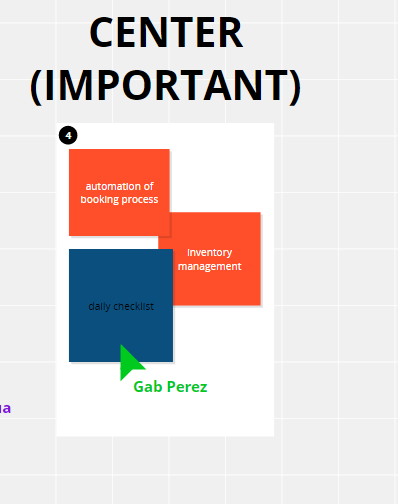 CENTER
(IMPORTANT)
4
automation of
booking process
inventory
management
daily checklist
Gab Perez